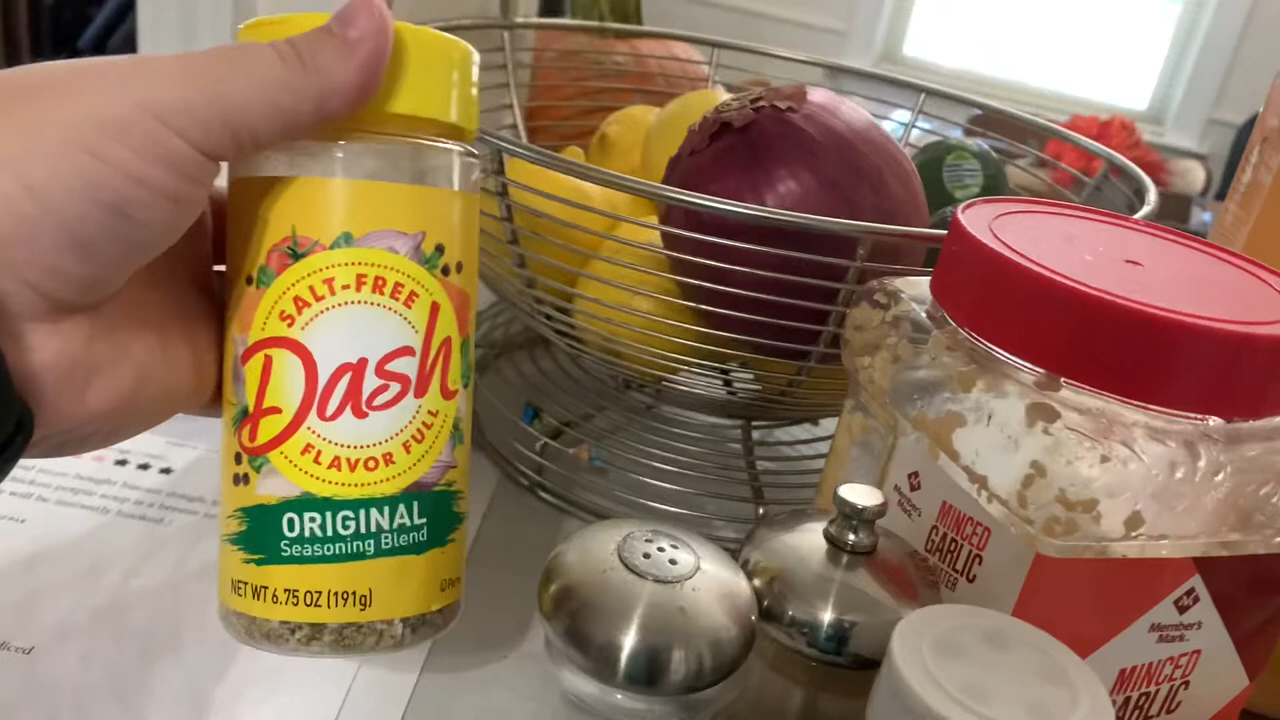 SALT-FREE
Dash
FLAVOR FULL
ORIGINAL
Seasoning Blend
NET WT 6.75 OZ (191g)
Member's
Mark
MINCED
GARLIC
Member's
Mark
MINCED
GARLIC